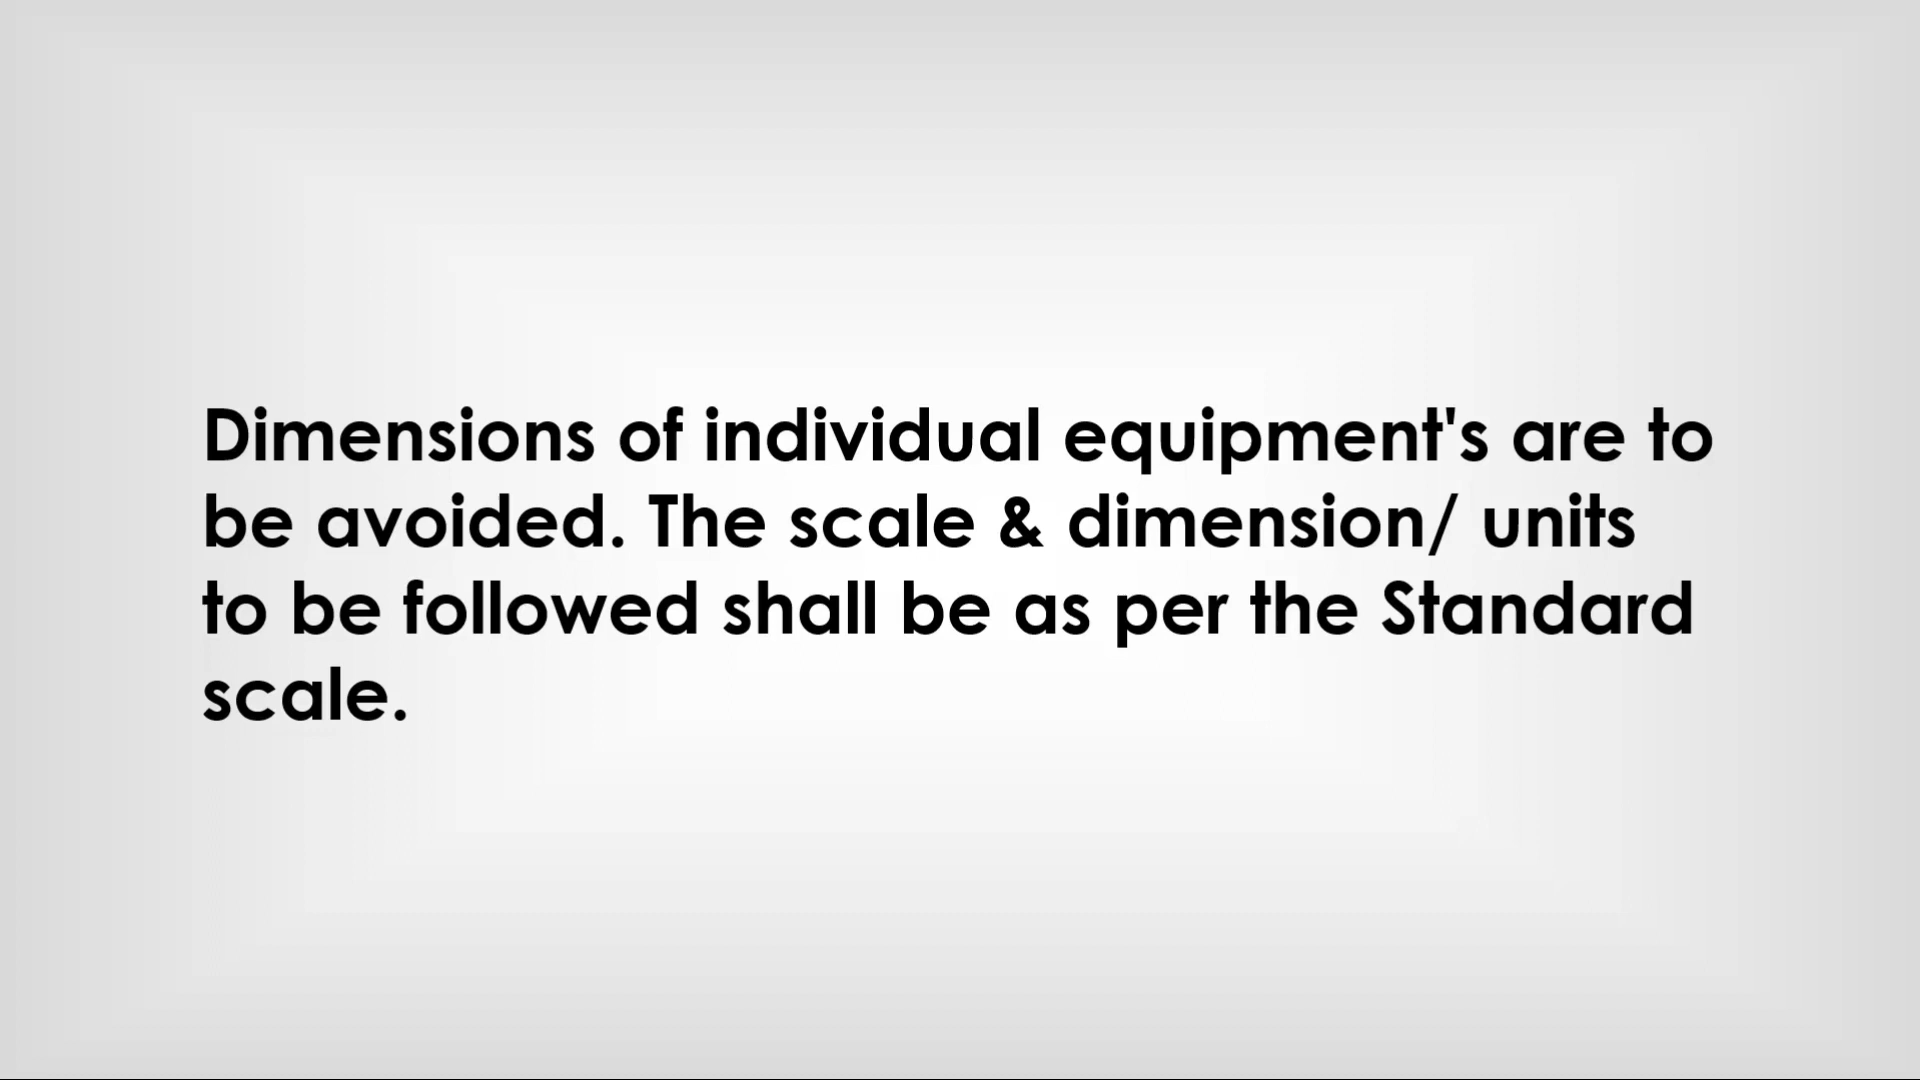 Dimensions of individual equipment's are to
be avoided. The scale & dimension/ units
to be followed shall be as per the Standard
scale.